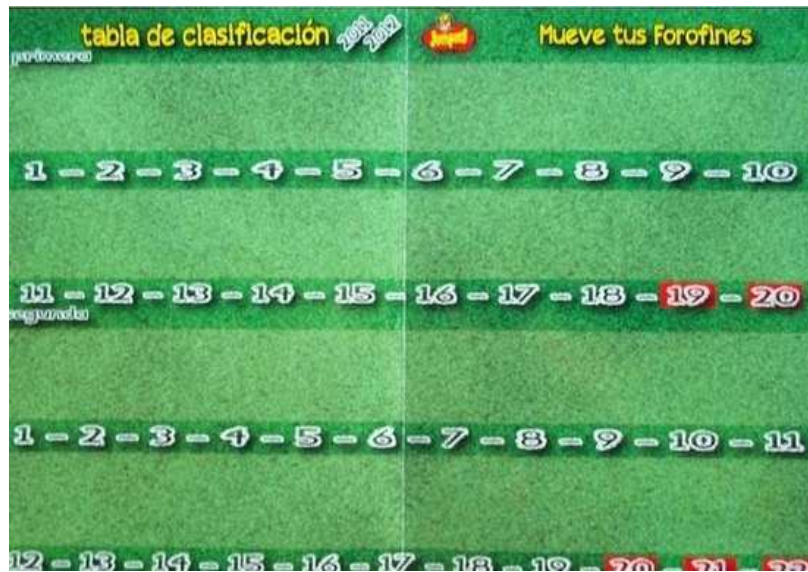 tabla de clasificación 2011 2012 Jumpers Mueve tus Forofines
primera
1 - 2 - 3 - 4 - 5 - 6 - 7 - 8 - 9 - 10
11 - 12 - 13 - 14 - 15 - 16 - 17 - 18 - 19 - 20
segunda
1 - 2 - 3 - 4 - 5 - 6 - 7 - 8 - 9 - 10 - 11
12 - 13 - 14 - 15 - 16 - 17 - 18 - 19 - 20 - 21 - 22